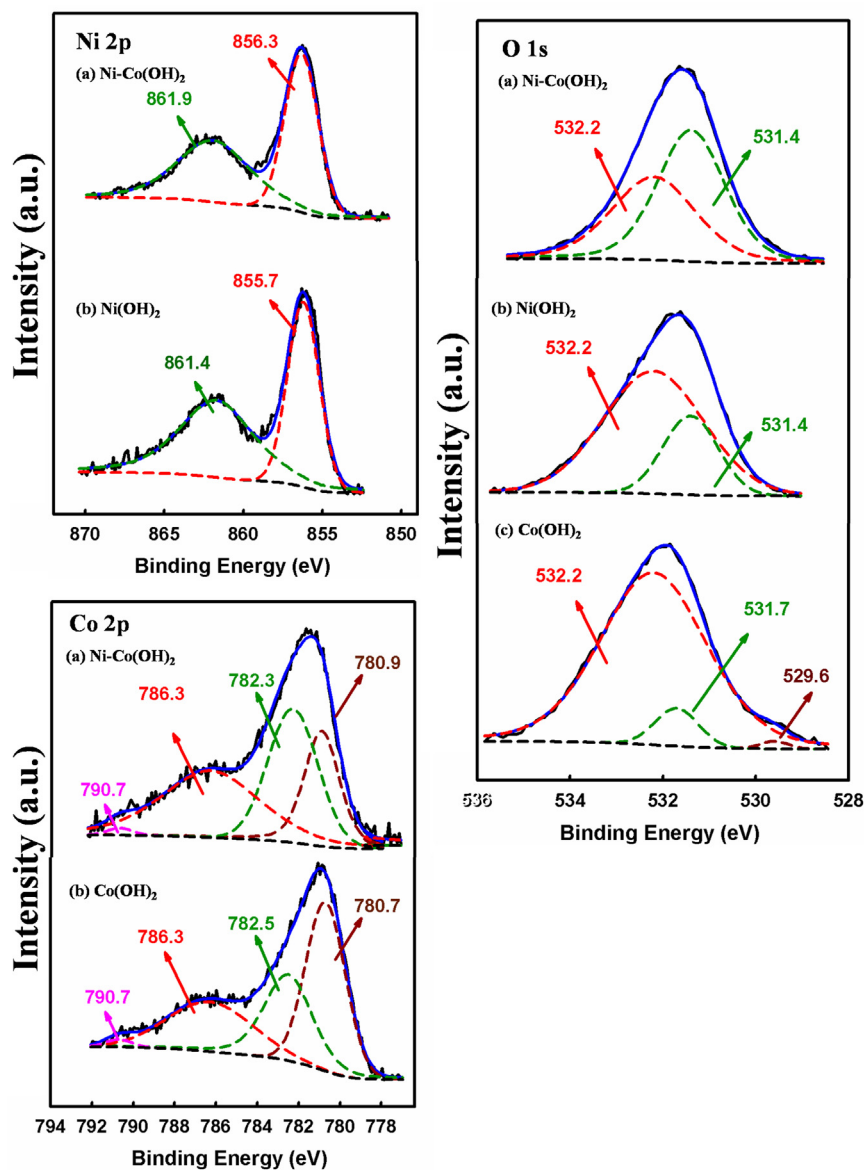 Ni 2p
(a) Ni-Co(OH)₂
856.3
861.9
(b) Ni(OH)₂
855.7
861.4
Intensity (a.u.)
870 865 860 855 850
Binding Energy (eV)
Co 2p
(a) Ni-Co(OH)₂
780.9
782.3
786.3
790.7
(b) Co(OH)₂
780.7
782.5
786.3
790.7
Intensity (a.u.)
794 792 790 788 786 784 782 780 778
Binding Energy (eV)
O 1s
(a) Ni-Co(OH)₂
532.2
531.4
(b) Ni(OH)₂
532.2
531.4
(c) Co(OH)₂
532.2
531.7
529.6
Intensity (a.u.)
536 534 532 530 528
Binding Energy (eV)